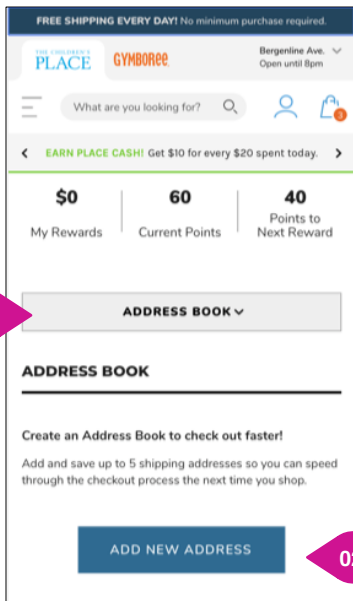 FREE SHIPPING EVERY DAY! No minimum purchase required.
THE CHILDREN'S
PLACE
GYMBOREE
Bergenline Ave.
Open until 8pm
What are you looking for?
3
EARN PLACE CASH! Get $10 for every $20 spent today.
$0
My Rewards
60
Current Points
40
Points to
Next Reward
ADDRESS BOOK
ADDRESS BOOK
Create an Address Book to check out faster!
Add and save up to 5 shipping addresses so you can speed
through the checkout process the next time you shop.
ADD NEW ADDRESS